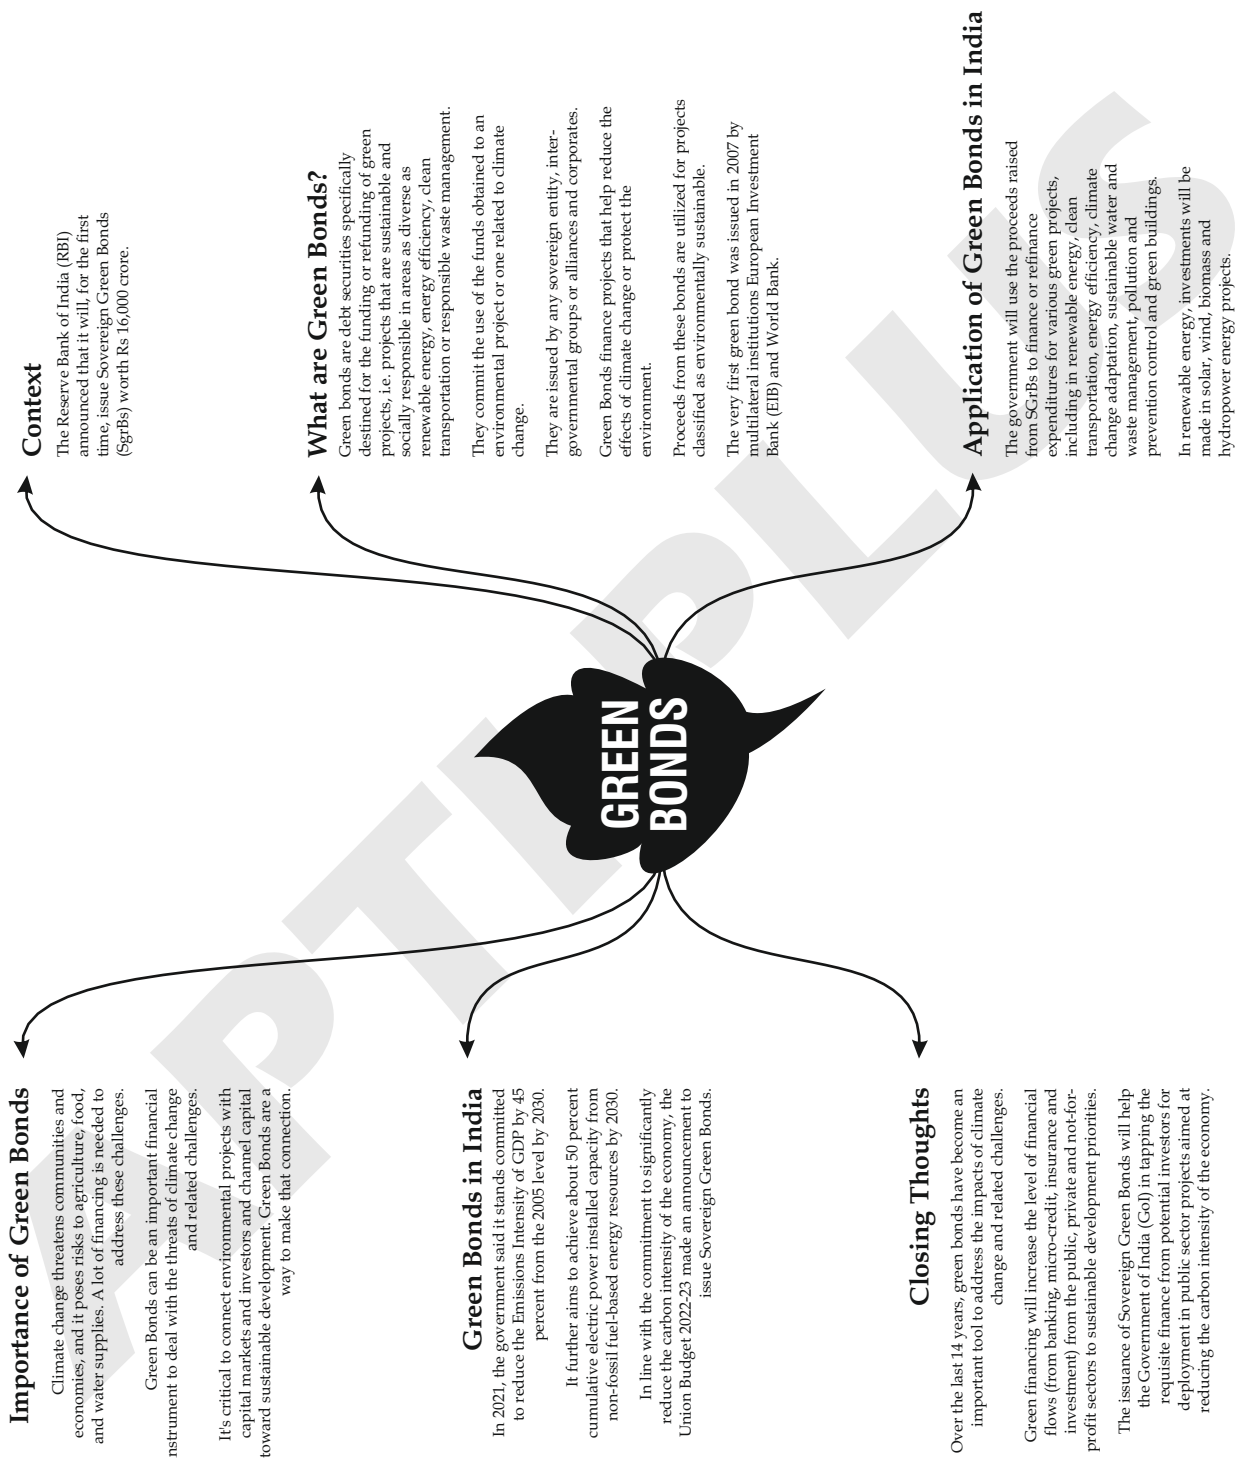 Importance of Green Bonds
Climate change threatens communities and
economies, and it poses risks to agriculture, food,
and water supplies. A lot of financing is needed to
address these challenges.
Green Bonds can be an important financial
nstrument to deal with the threats of climate change
and related challenges.
It's critical to connect environmental projects with
capital markets and investors and channel capital
toward sustainable development. Green Bonds are a
way to make that connection.
Green Bonds in India
In 2021, the government said it stands committed
to reduce the Emissions Intensity of GDP by 45
percent from the 2005 level by 2030.
It further aims to achieve about 50 percent
cumulative electric power installed capacity from
non-fossil fuel-based energy resources by 2030.
In line with the commitment to significantly
reduce the carbon intensity of the economy, the
Union Budget 2022-23 made an announcement to
issue Sovereign Green Bonds.
Closing Thoughts
Over the last 14 years, green bonds have become an
important tool to address the impacts of climate
change and related challenges.
Green financing will increase the level of financial
flows (from banking, micro-credit, insurance and
investment) from the public, private and not-for-
profit sectors to sustainable development priorities.
The issuance of Sovereign Green Bonds will help
the Government of India (GoI) in tapping the
requisite finance from potential investors for
deployment in public sector projects aimed at
reducing the carbon intensity of the economy.
GREEN
BONDS
Context
The Reserve Bank of India (RBI)
announced that it will, for the first
time, issue Sovereign Green Bonds
(SgrBs) worth Rs 16,000 crore.
What are Green Bonds?
Green bonds are debt securities specifically
destined for the funding or refunding of green
projects, i.e. projects that are sustainable and
socially responsible in areas as diverse as
renewable energy, energy efficiency, clean
transportation or responsible waste management.
They commit the use of the funds obtained to an
environmental project or one related to climate
change.
They are issued by any sovereign entity, inter-
governmental groups or alliances and corporates.
Green Bonds finance projects that help reduce the
effects of climate change or protect the
environment.
Proceeds from these bonds are utilized for projects
classified as environmentally sustainable.
The very first green bond was issued in 2007 by
multilateral institutions European Investment
Bank (EIB) and World Bank.
Application of Green Bonds in India
The government will use the proceeds raised
from SGrBs to finance or refinance
expenditures for various green projects,
including in renewable energy, clean
transportation, energy efficiency, climate
change adaptation, sustainable water and
waste management, pollution and
prevention control and green buildings.
In renewable energy, investments will be
made in solar, wind, biomass and
hydropower energy projects.
APTI PLUS